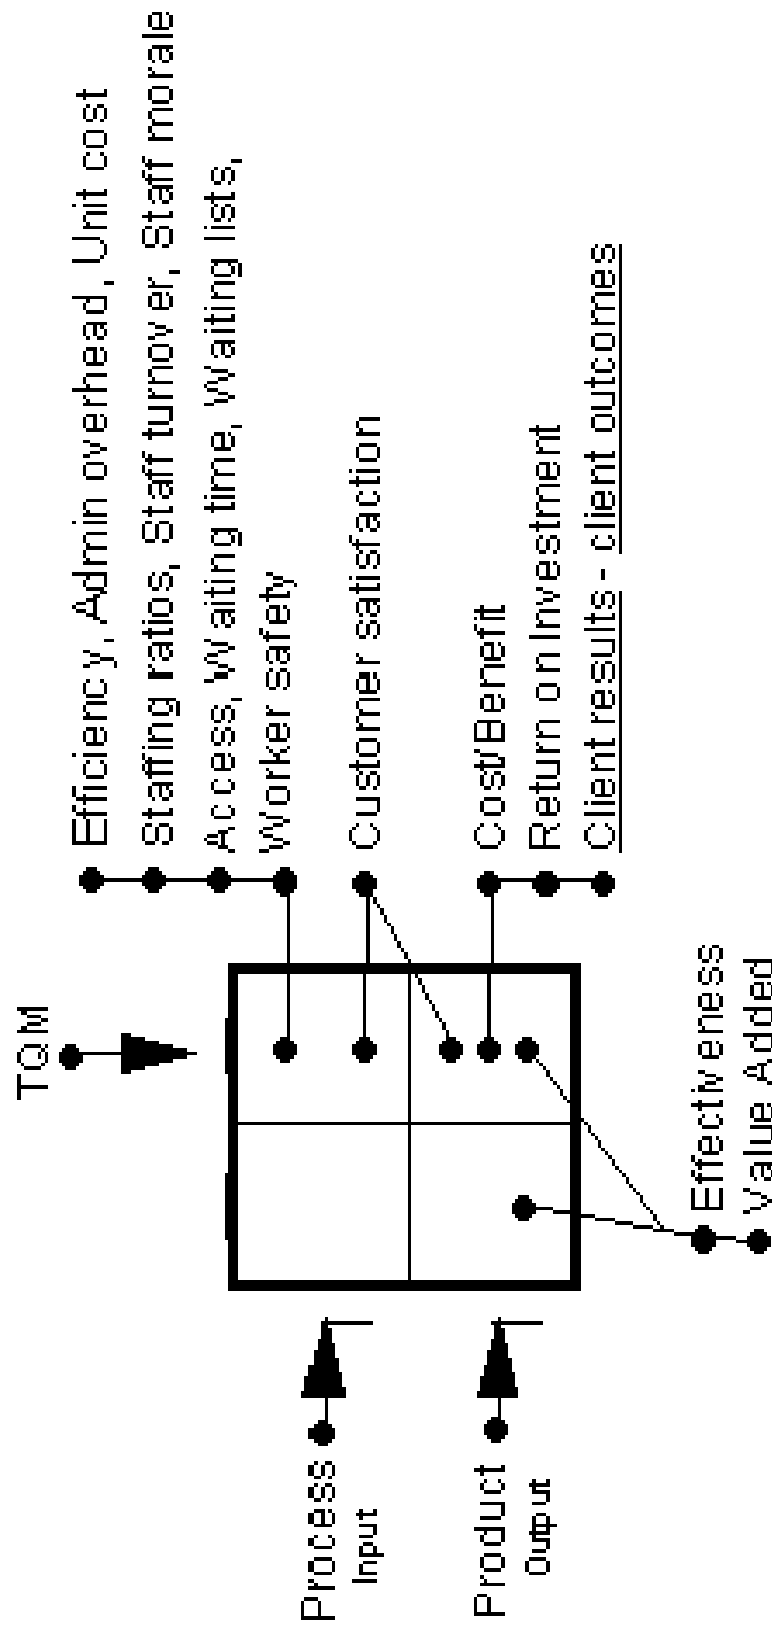 TQM
Efficiency, Admin overhead, Unit cost
Staffing ratios, Staff turnover, Staff morale
Access, Waiting time, Waiting lists,
Worker safety
Process
Input
Customer satisfaction
Product
Output
Cost/Benefit
Return on Investment
Client results - client outcomes
Effectiveness
Value Added